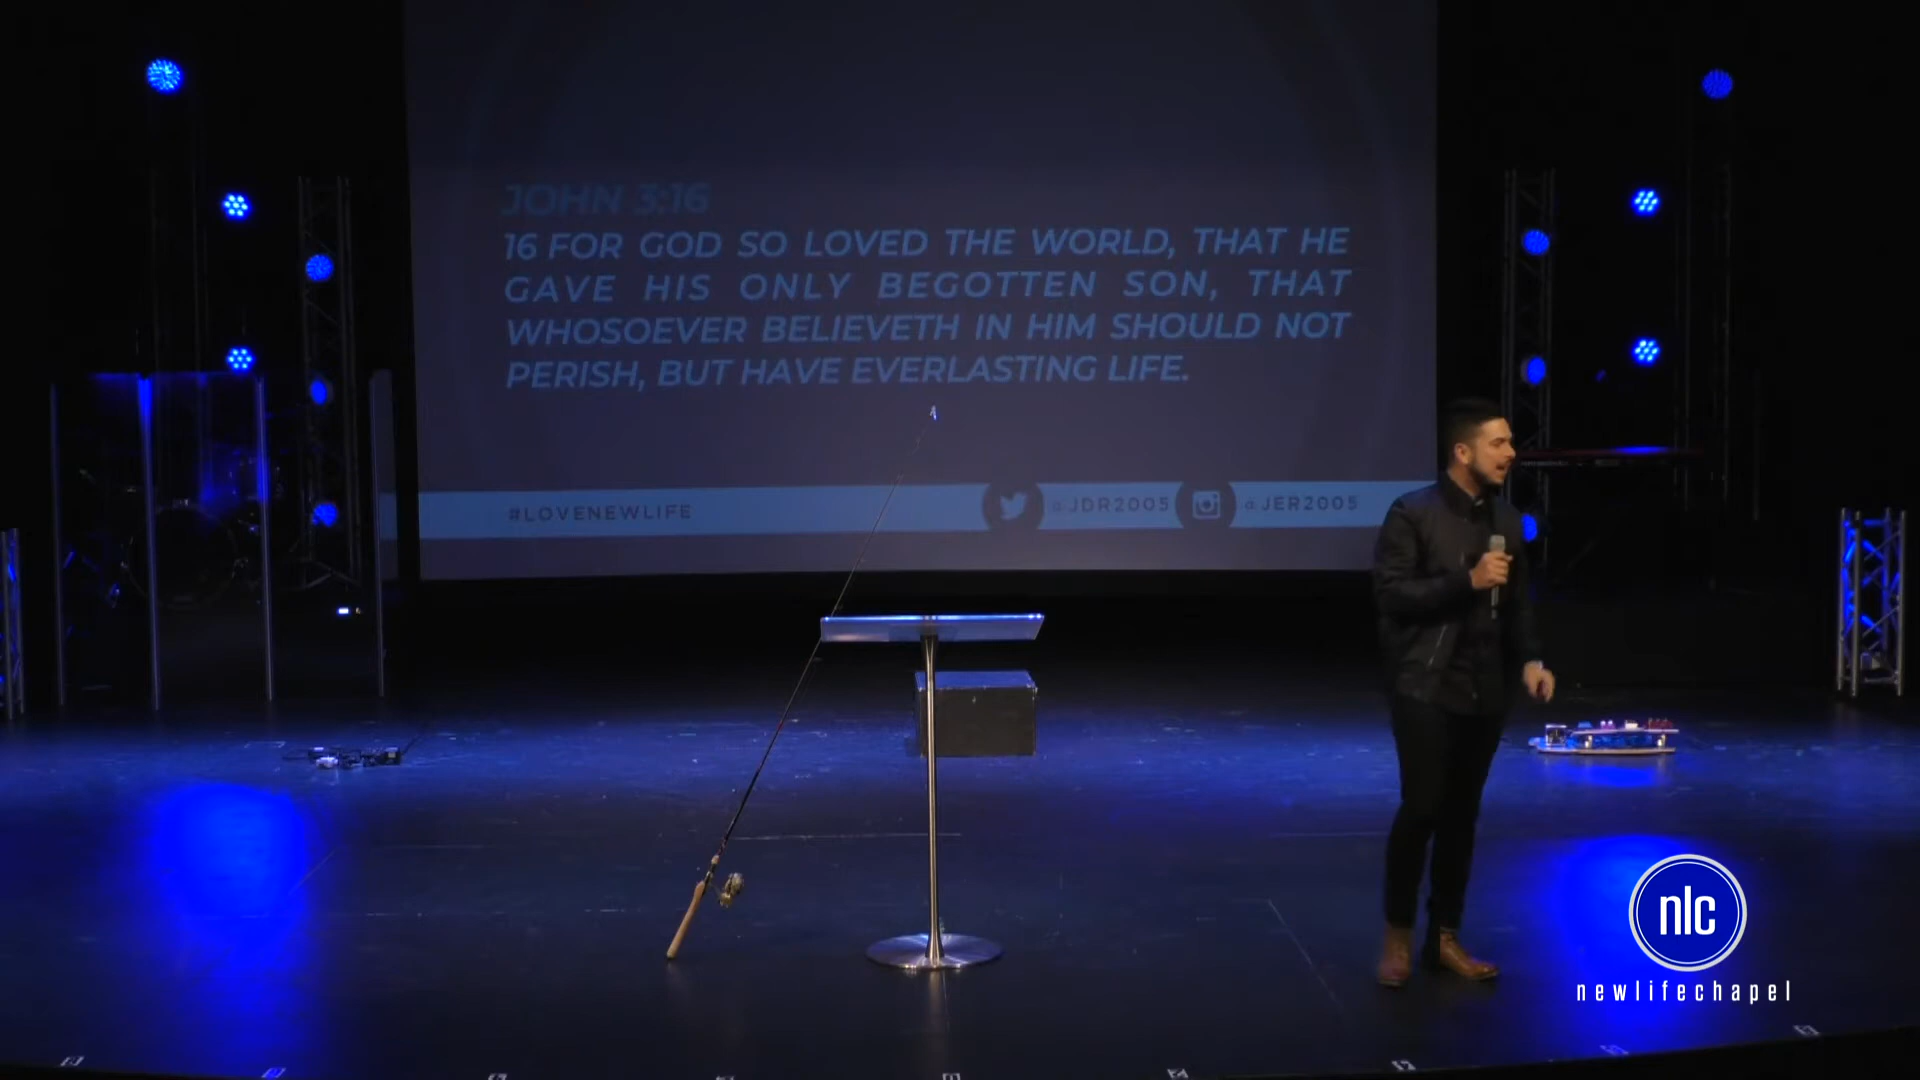 JOHN 3:16
16 FOR GOD SO LOVED THE WORLD, THAT HE
GAVE HIS ONLY BEGOTTEN SON, THAT
WHOSOEVER BELIEVETH IN HIM SHOULD NOT
PERISH, BUT HAVE EVERLASTING LIFE.
#LOVENEWLIFE
@JDR2005
@JER2005
nlc
newlifechapel